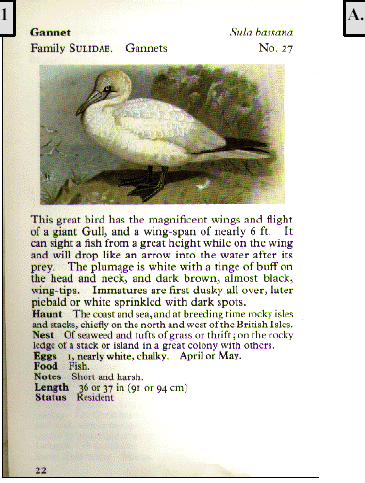 1
A.
Gannet Sula bassana
Family SULIDAE. Gannets No. 27
This great bird has the magnificent wings and flight
of a giant Gull, and a wing-span of nearly 6 ft. It
can sight a fish from a great height while on the wing
and will drop like an arrow into the water after its
prey. The plumage is white with a tinge of buff on
the head and neck, and dark brown, almost black,
wing-tips. Immatures are first dusky all over, later
piebald or white sprinkled with dark spots.
Haunt The coast and sea, and at breeding time rocky isles
and stacks, chiefly on the north and west of the British Isles.
Nest Of seaweed and tufts of grass or thrift; on the rocky
ledge of a stack or island in a great colony with others.
Eggs 1, nearly white, chalky. April or May.
Food Fish.
Notes Short and harsh.
Length 36 or 37 in (91 or 94 cm)
Status Resident
22